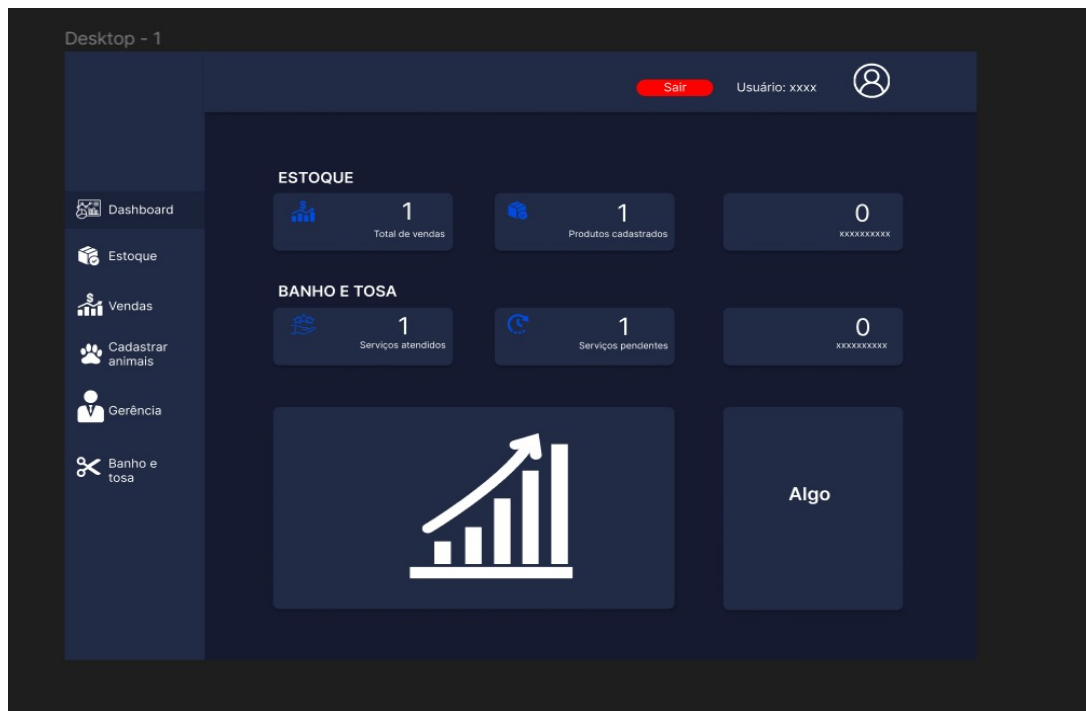 Desktop - 1
Sair
Usuário: xxxx
Dashboard
Estoque
Vendas
Cadastrar
animais
Gerência
Banho e
tosa
ESTOQUE
1
Total de vendas
1
Produtos cadastrados
0
xxxxxxxxxx
BANHO E TOSA
1
Serviços atendidos
1
Serviços pendentes
0
xxxxxxxxxx
Algo